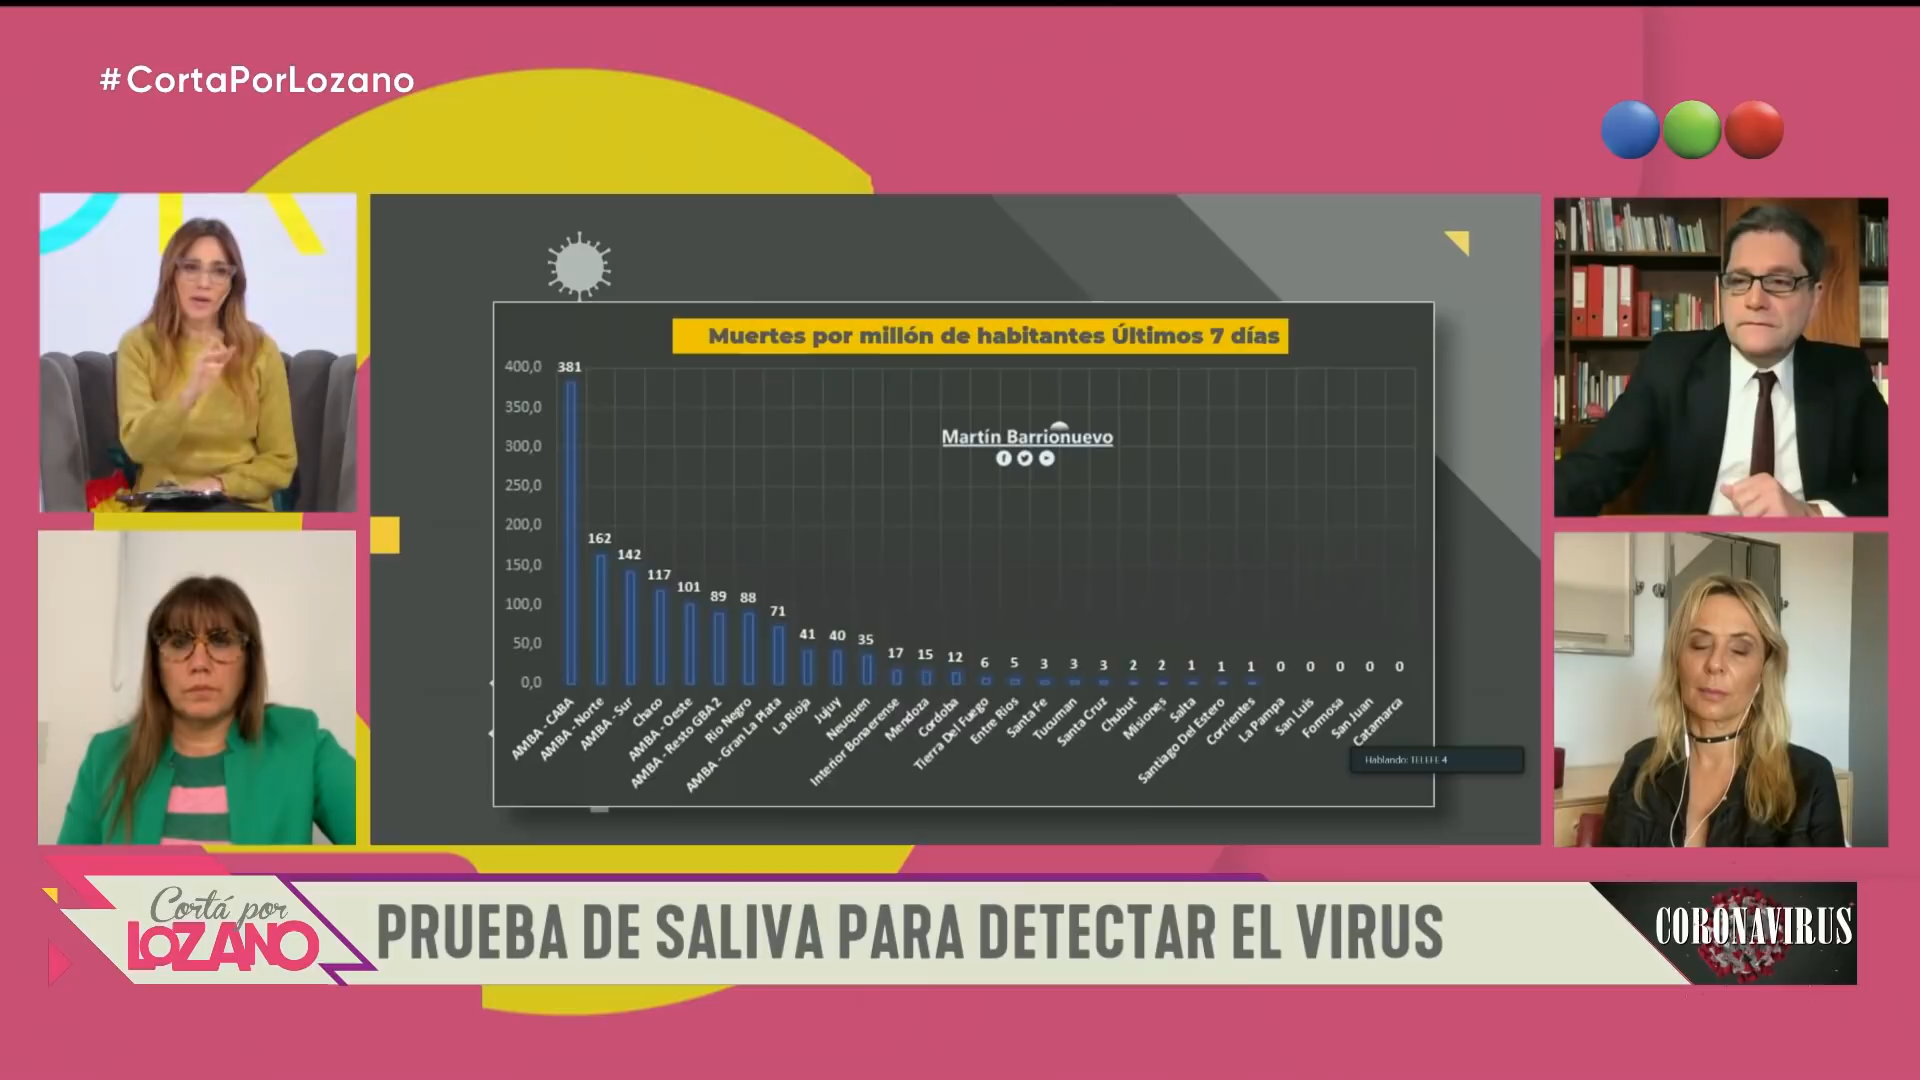 #CortaPorLozano
Muertes por millón de habitantes Últimos 7 días
400,0
350,0
300,0
250,0
200,0
150,0
100,0
50,0
0,0
381
162
142
117
101
89
88
71
41
40
35
17
15
12
6
5
3
3
3
2
2
1
1
1
0
0
0
0
0
Martín Barrionuevo
AMBA - CABA
AMBA - Norte
AMBA - Sur
Chaco
AMBA - Oeste
AMBA - Resto GBA 2
Rio Negro
AMBA - Gran La Plata
La Rioja
Jujuy
Neuquen
Interior Bonaerense
Mendoza
Cordoba
Tierra Del Fuego
Entre Rios
Santa Fe
Tucuman
Santa Cruz
Chubut
Misiones
Salta
Santiago Del Estero
Corrientes
La Pampa
San Luis
Formosa
San Juan
Catamarca
Hablando: TELEFE 4
Cortá por
LOZANO
PRUEBA DE SALIVA PARA DETECTAR EL VIRUS
CORONAVIRUS